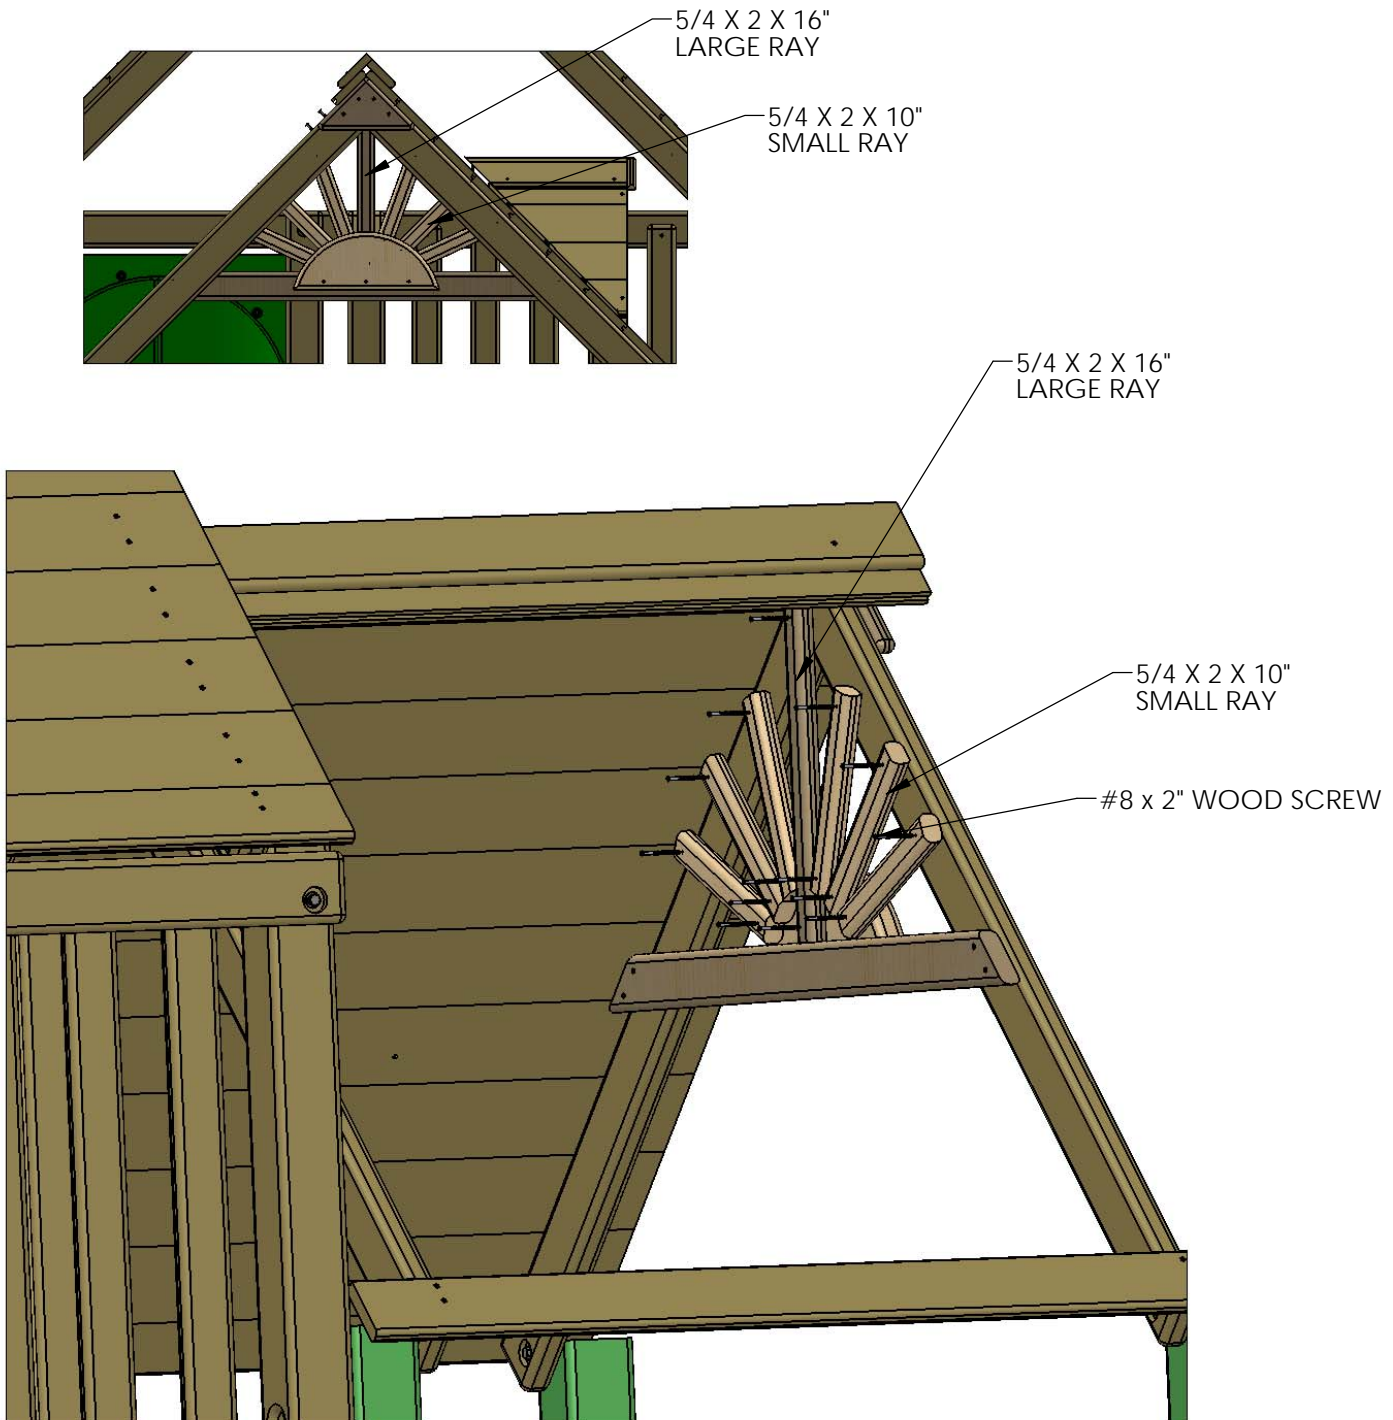 5/4 X 2 X 16"
LARGE RAY
5/4 X 2 X 10"
SMALL RAY
5/4 X 2 X 16"
LARGE RAY
5/4 X 2 X 10"
SMALL RAY
#8 x 2" WOOD SCREW